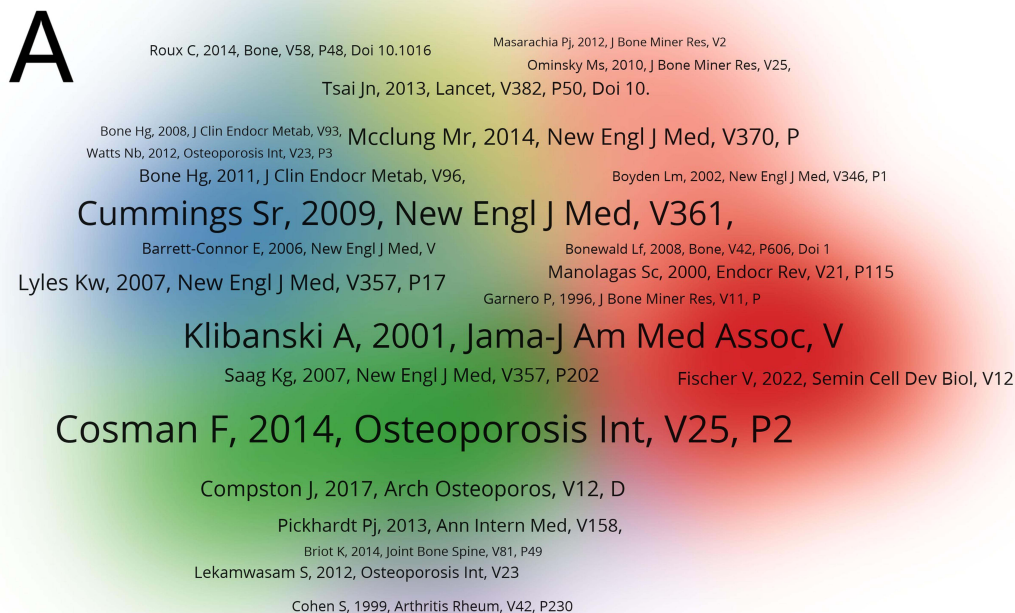 A
Roux C, 2014, Bone, V58, P48, Doi 10.1016
Masarachia Pj, 2012, J Bone Miner Res, V2
Ominsky Ms, 2010, J Bone Miner Res, V25,
Tsai Jn, 2013, Lancet, V382, P50, Doi 10.
Bone Hg, 2008, J Clin Endocr Metab, V93,
Mcclung Mr, 2014, New Engl J Med, V370, P
Watts Nb, 2012, Osteoporosis Int, V23, P3
Bone Hg, 2011, J Clin Endocr Metab, V96,
Boyden Lm, 2002, New Engl J Med, V346, P1
Cummings Sr, 2009, New Engl J Med, V361,
Barrett-Connor E, 2006, New Engl J Med, V
Bonewald Lf, 2008, Bone, V42, P606, Doi 1
Manolagas Sc, 2000, Endocr Rev, V21, P115
Lyles Kw, 2007, New Engl J Med, V357, P17
Garnero P, 1996, J Bone Miner Res, V11, P
Klibanski A, 2001, Jama-J Am Med Assoc, V
Saag Kg, 2007, New Engl J Med, V357, P202
Fischer V, 2022, Semin Cell Dev Biol, V12
Cosman F, 2014, Osteoporosis Int, V25, P2
Compston J, 2017, Arch Osteoporos, V12, D
Pickhardt Pj, 2013, Ann Intern Med, V158,
Briot K, 2014, Joint Bone Spine, V81, P49
Lekamwasam S, 2012, Osteoporosis Int, V23
Cohen S, 1999, Arthritis Rheum, V42, P230